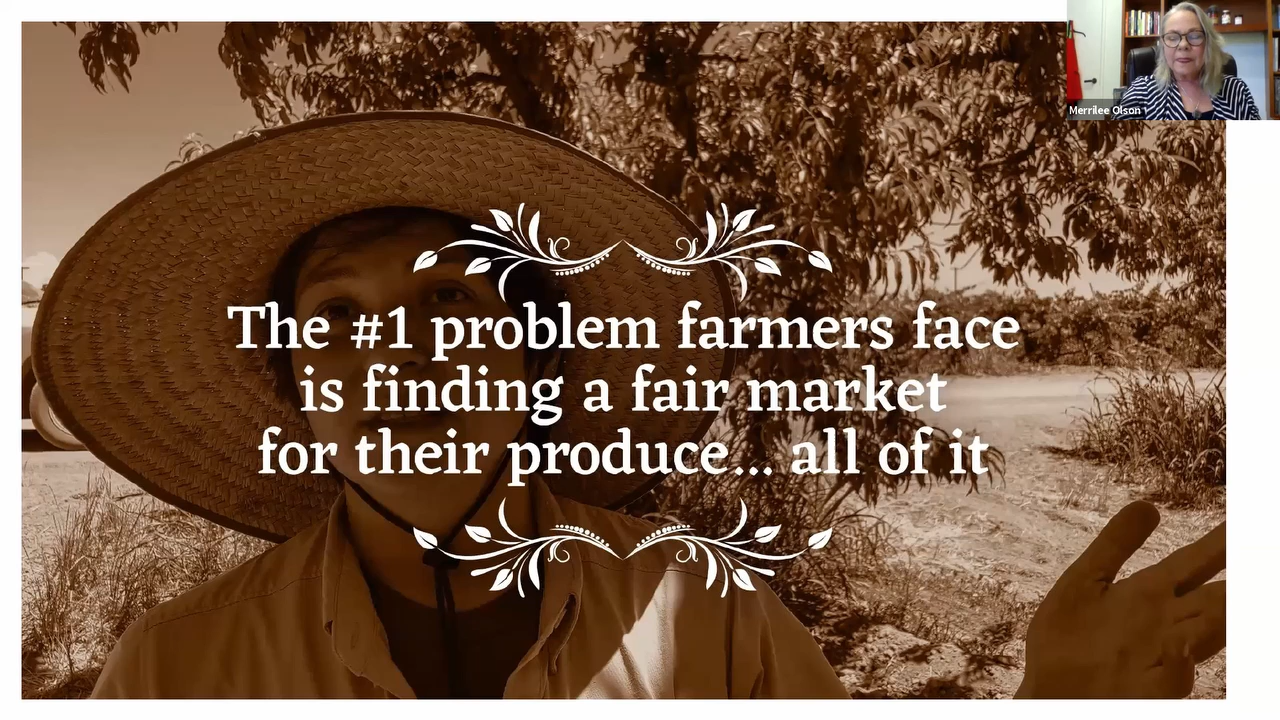 Merrilee Olson
The #1 problem farmers face
is finding a fair market
for their produce... all of it